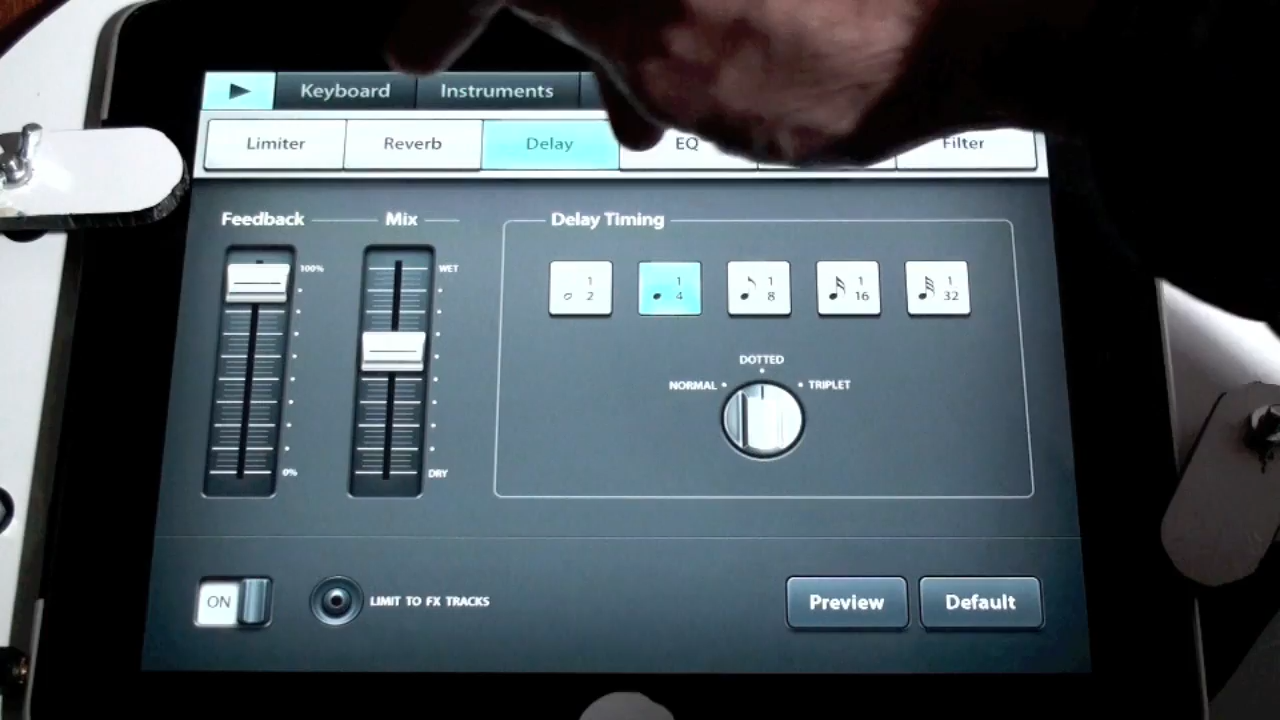 Keyboard Instruments
Limiter Reverb Delay EQ Filter
Feedback Mix Delay Timing
100% WET
1 2
1 4
1 8
1 16
1 32
DOTTED
NORMAL TRIPLET
0% DRY
ON LIMIT TO FX TRACKS Preview Default